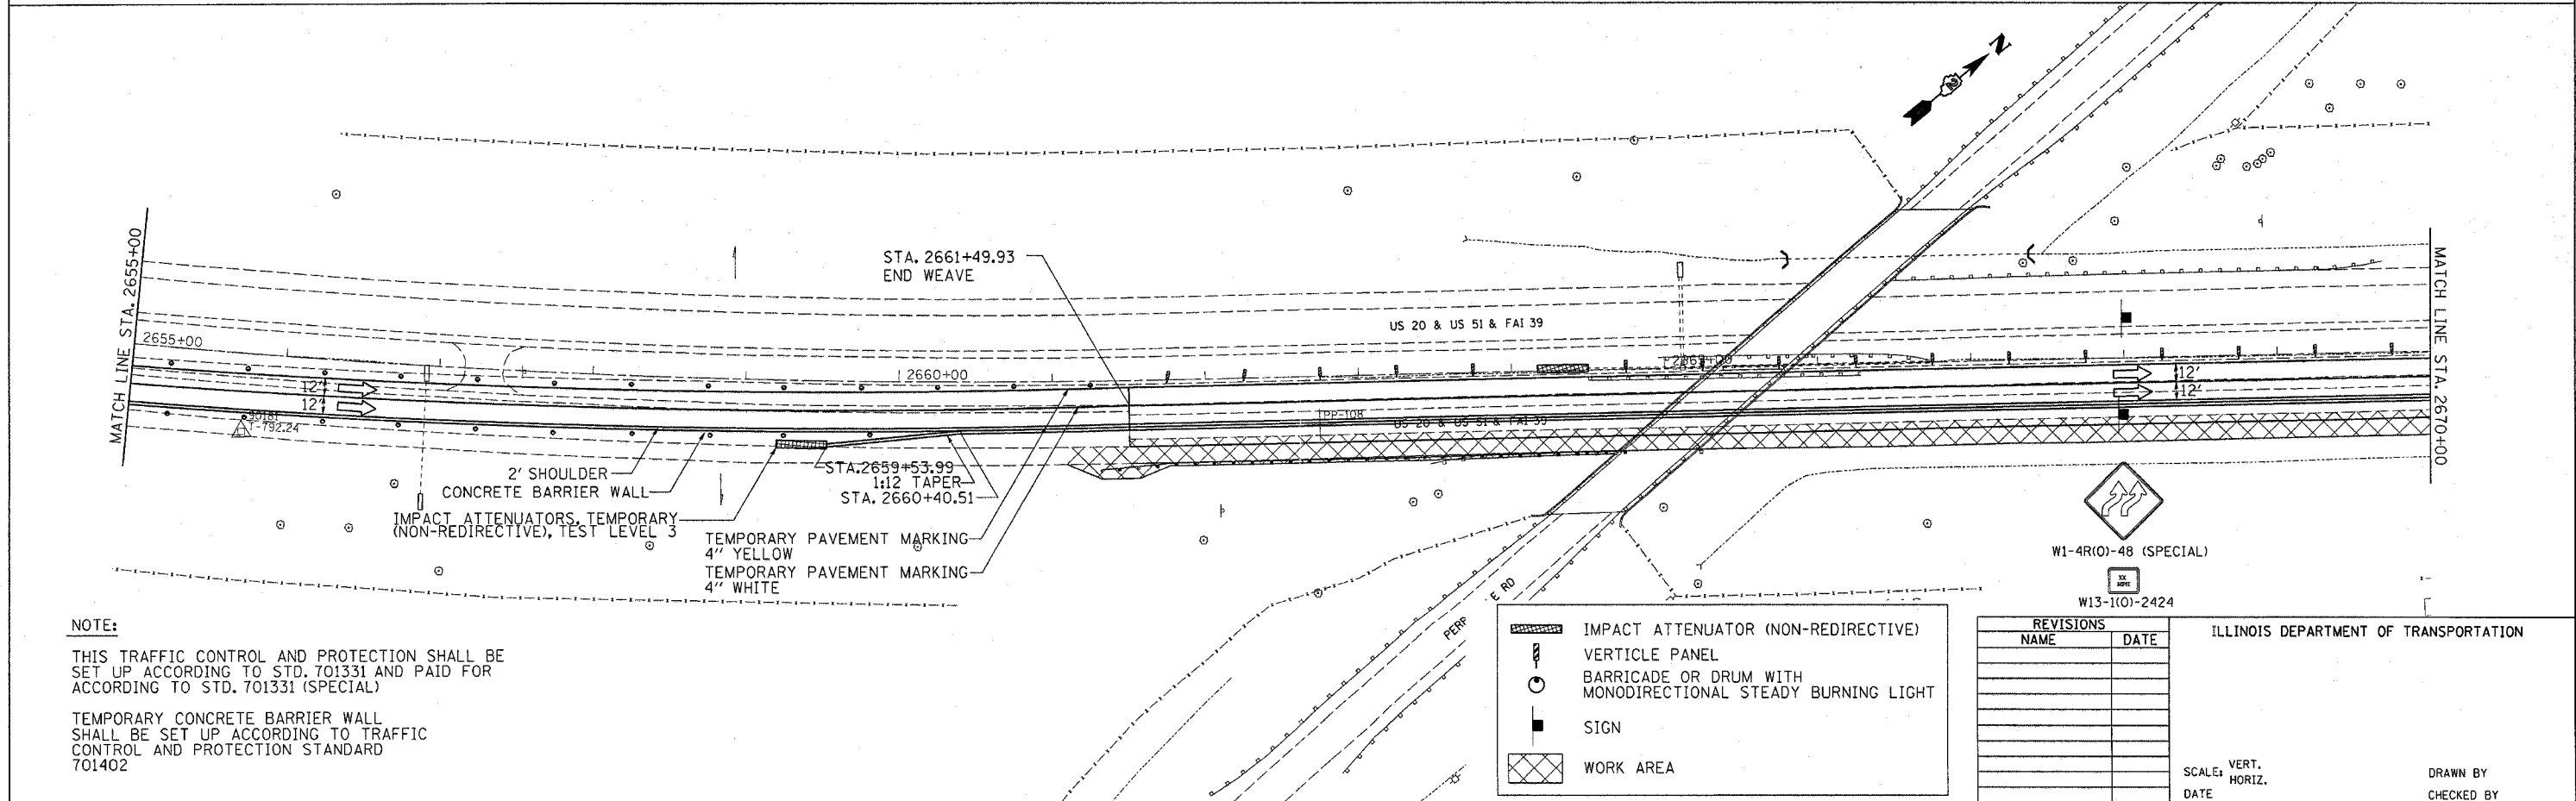 N
MATCH LINE STA. 2655+00
2655+00
12'
12'
STA. 2661+49.93
END WEAVE
2660+00
US 20 & US 51 & FAI 39
PP-108
US 20 & US 51 & FAI 39
12'
12'
MATCH LINE STA. 2670+00
T-792.24
2' SHOULDER
CONCRETE BARRIER WALL
IMPACT ATTENUATORS, TEMPORARY
(NON-REDIRECTIVE), TEST LEVEL 3
STA.2659+53.99
1:12 TAPER
STA. 2660+40.51
TEMPORARY PAVEMENT MARKING
4" YELLOW
TEMPORARY PAVEMENT MARKING
4" WHITE
W1-4R(O)-48 (SPECIAL)
XX
MPH
W13-1(O)-2424
E RD
NOTE:
THIS TRAFFIC CONTROL AND PROTECTION SHALL BE
SET UP ACCORDING TO STD. 701331 AND PAID FOR
ACCORDING TO STD. 701331 (SPECIAL)
TEMPORARY CONCRETE BARRIER WALL
SHALL BE SET UP ACCORDING TO TRAFFIC
CONTROL AND PROTECTION STANDARD
701402
IMPACT ATTENUATOR (NON-REDIRECTIVE)
VERTICLE PANEL
BARRICADE OR DRUM WITH
MONODIRECTIONAL STEADY BURNING LIGHT
SIGN
WORK AREA
REVISIONS
NAME DATE
ILLINOIS DEPARTMENT OF TRANSPORTATION
SCALE: VERT.
HORIZ.
DATE
DRAWN BY
CHECKED BY